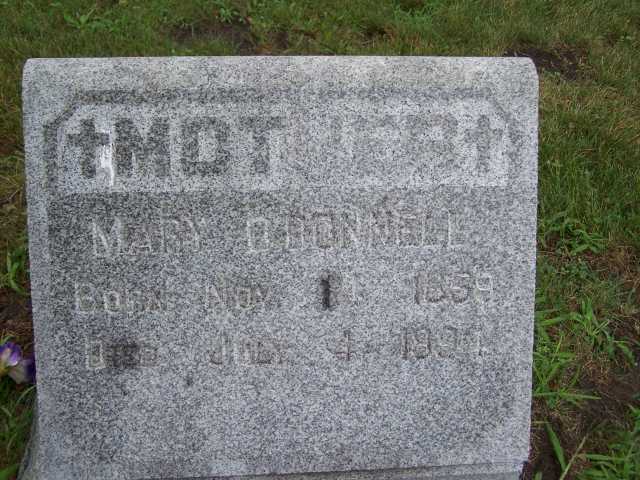 MOTHER
MARY O'DONNELL
BORN NOV. 1859
DIED JULY 4